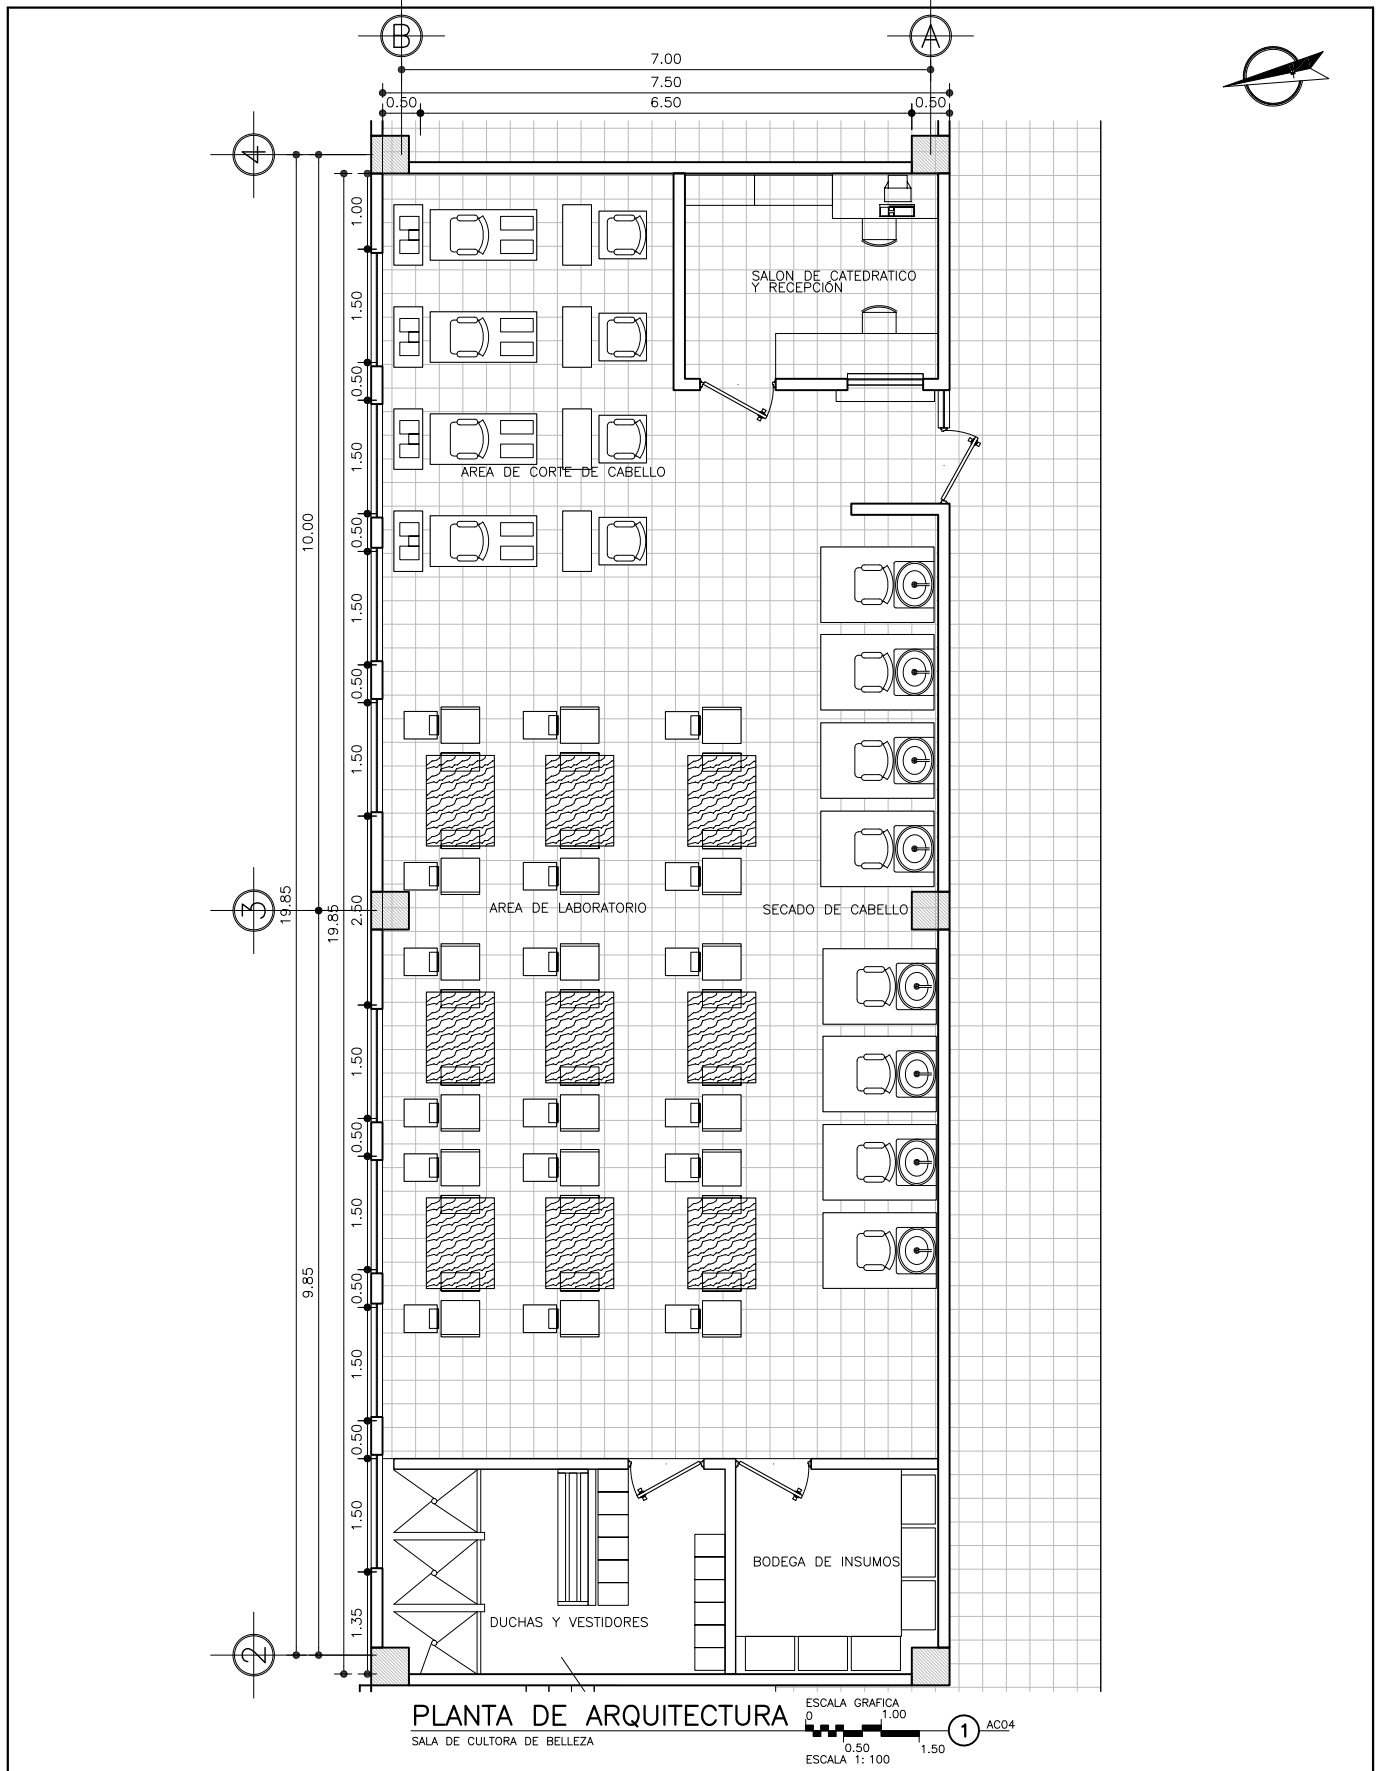 B
A
7.00
7.50
0.50
6.50
0.50
4
1.00
1.50
0.50
1.50
0.50
1.50
0.50
1.50
2.50
1.50
0.50
1.50
0.50
1.50
0.50
1.50
1.35
10.00
9.85
19.85
19.85
3
2
SALON DE CATEDRATICO
Y RECEPCIÓN
AREA DE CORTE DE CABELLO
AREA DE LABORATORIO
SECADO DE CABELLO
BODEGA DE INSUMOS
DUCHAS Y VESTIDORES
PLANTA DE ARQUITECTURA
SALA DE CULTORA DE BELLEZA
ESCALA GRAFICA
0
1.00
0.50
1.50
ESCALA 1: 100
1
AC04